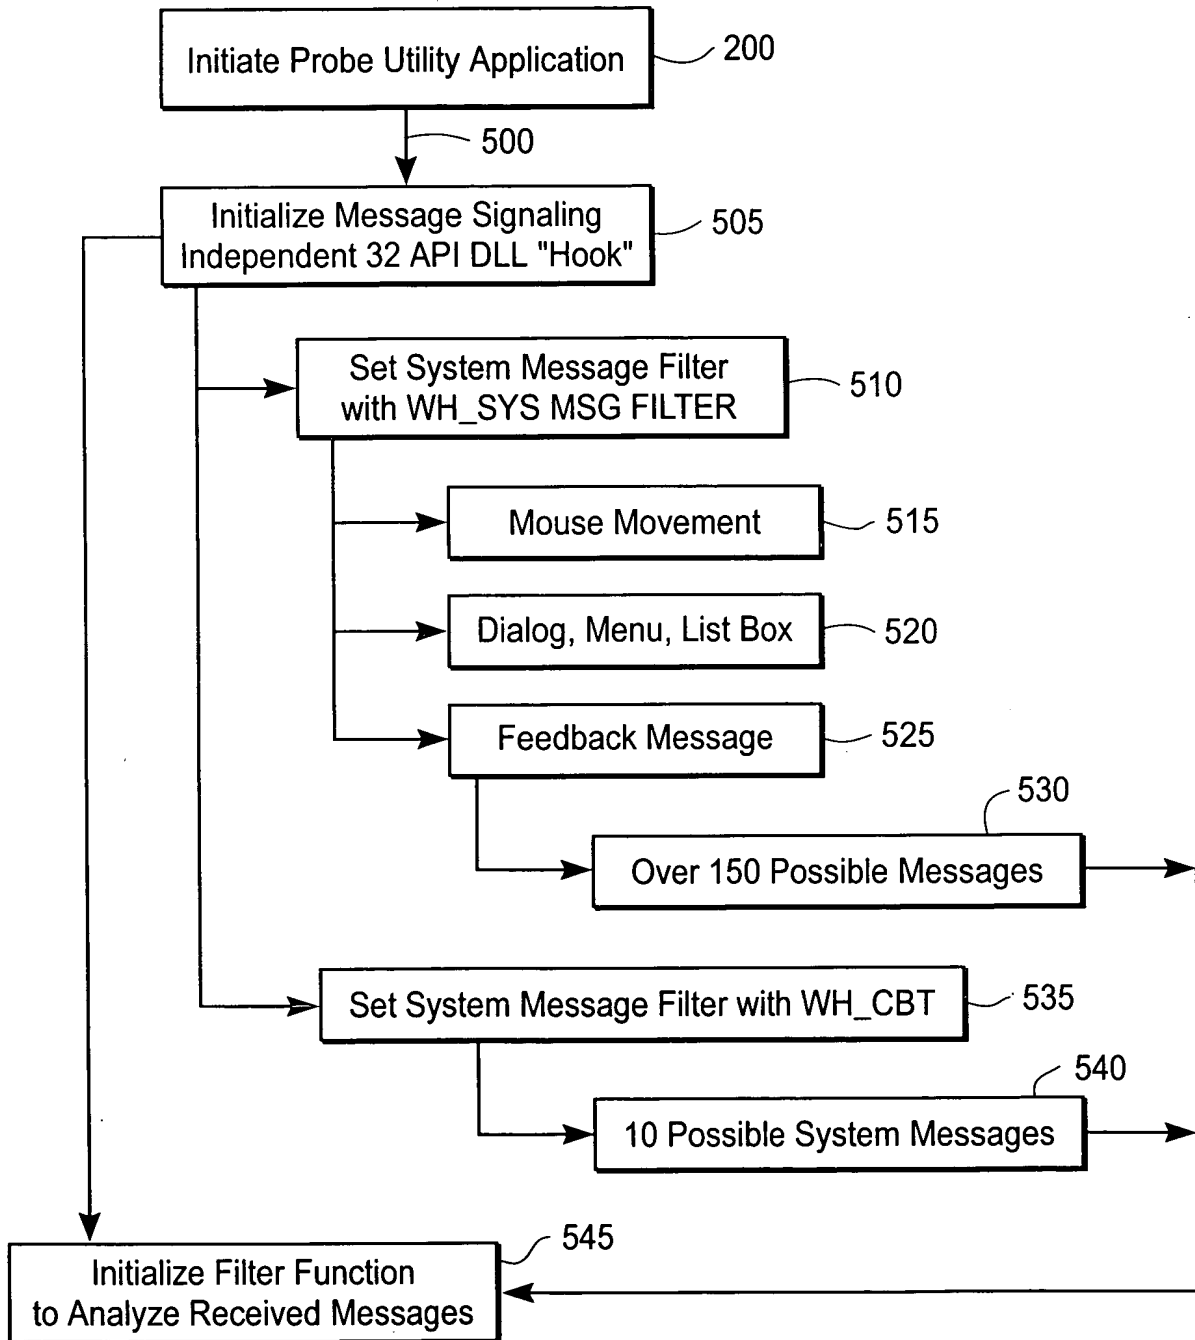 Initiate Probe Utility Application
200
500
Initialize Message Signaling
Independent 32 API DLL "Hook"
505
Set System Message Filter
with WH_SYS MSG FILTER
510
Mouse Movement
515
Dialog, Menu, List Box
520
Feedback Message
525
530
Over 150 Possible Messages
Set System Message Filter with WH_CBT
535
540
10 Possible System Messages
545
Initialize Filter Function
to Analyze Received Messages